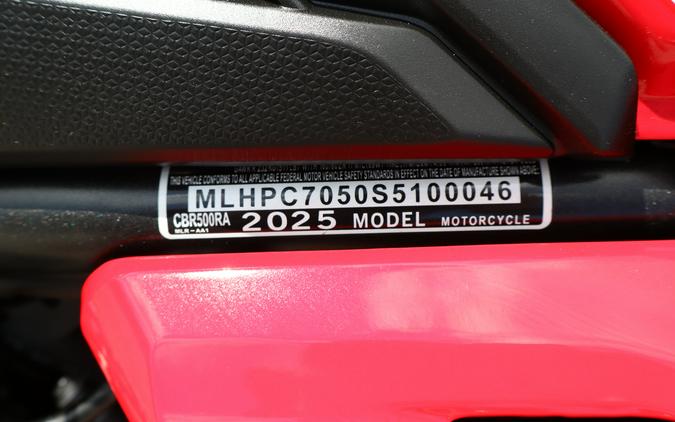 THIS VEHICLE CONFORMS TO ALL APPLICABLE FEDERAL MOTOR VEHICLE SAFETY STANDARDS IN EFFECT ON THE DATE OF MANUFACTURE SHOWN ABOVE.
MLHPC7050S5100046
CBR500RA 2025 MODEL MOTORCYCLE
MLR-AA1